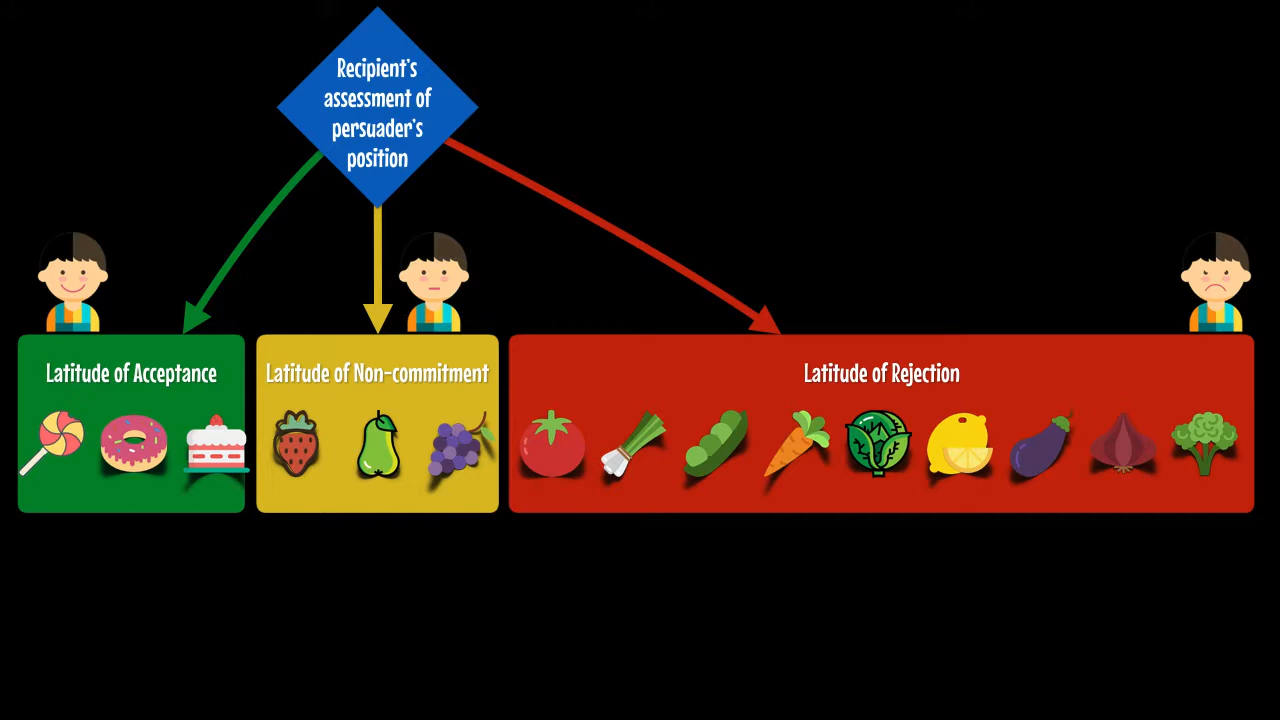 Recipient's
assessment of
persuader's
position
Latitude of Acceptance
Latitude of Non-commitment
Latitude of Rejection